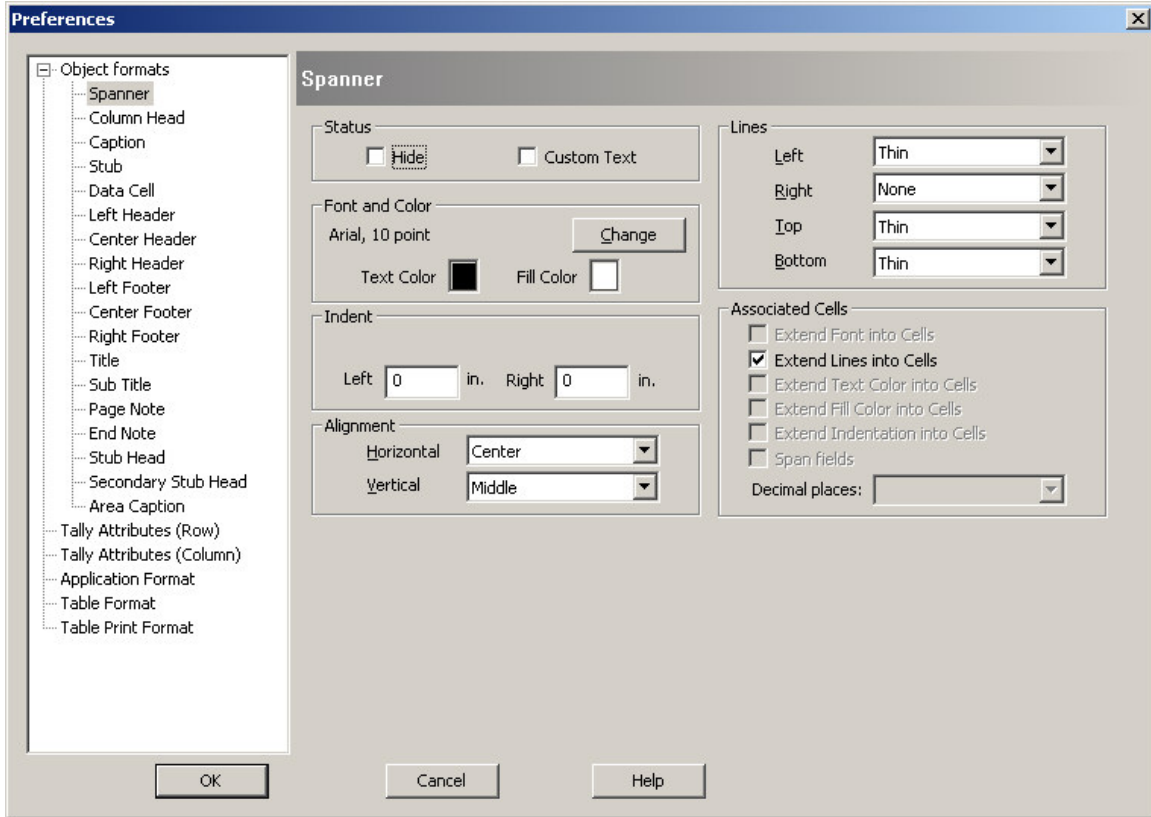 Preferences
Object formats
Spanner
Column Head
Caption
Stub
Data Cell
Left Header
Center Header
Right Header
Left Footer
Center Footer
Right Footer
Title
Sub Title
Page Note
End Note
Stub Head
Secondary Stub Head
Area Caption
Tally Attributes (Row)
Tally Attributes (Column)
Application Format
Table Format
Table Print Format
Spanner
Status
Hide Custom Text
Font and Color
Arial, 10 point Change
Text Color Fill Color
Indent
Left 0 in. Right 0 in.
Alignment
Horizontal Center
Vertical Middle
Lines
Left Thin
Right None
Top Thin
Bottom Thin
Associated Cells
Extend Font into Cells
Extend Lines into Cells
Extend Text Color into Cells
Extend Fill Color into Cells
Extend Indentation into Cells
Span fields
Decimal places:
OK Cancel Help